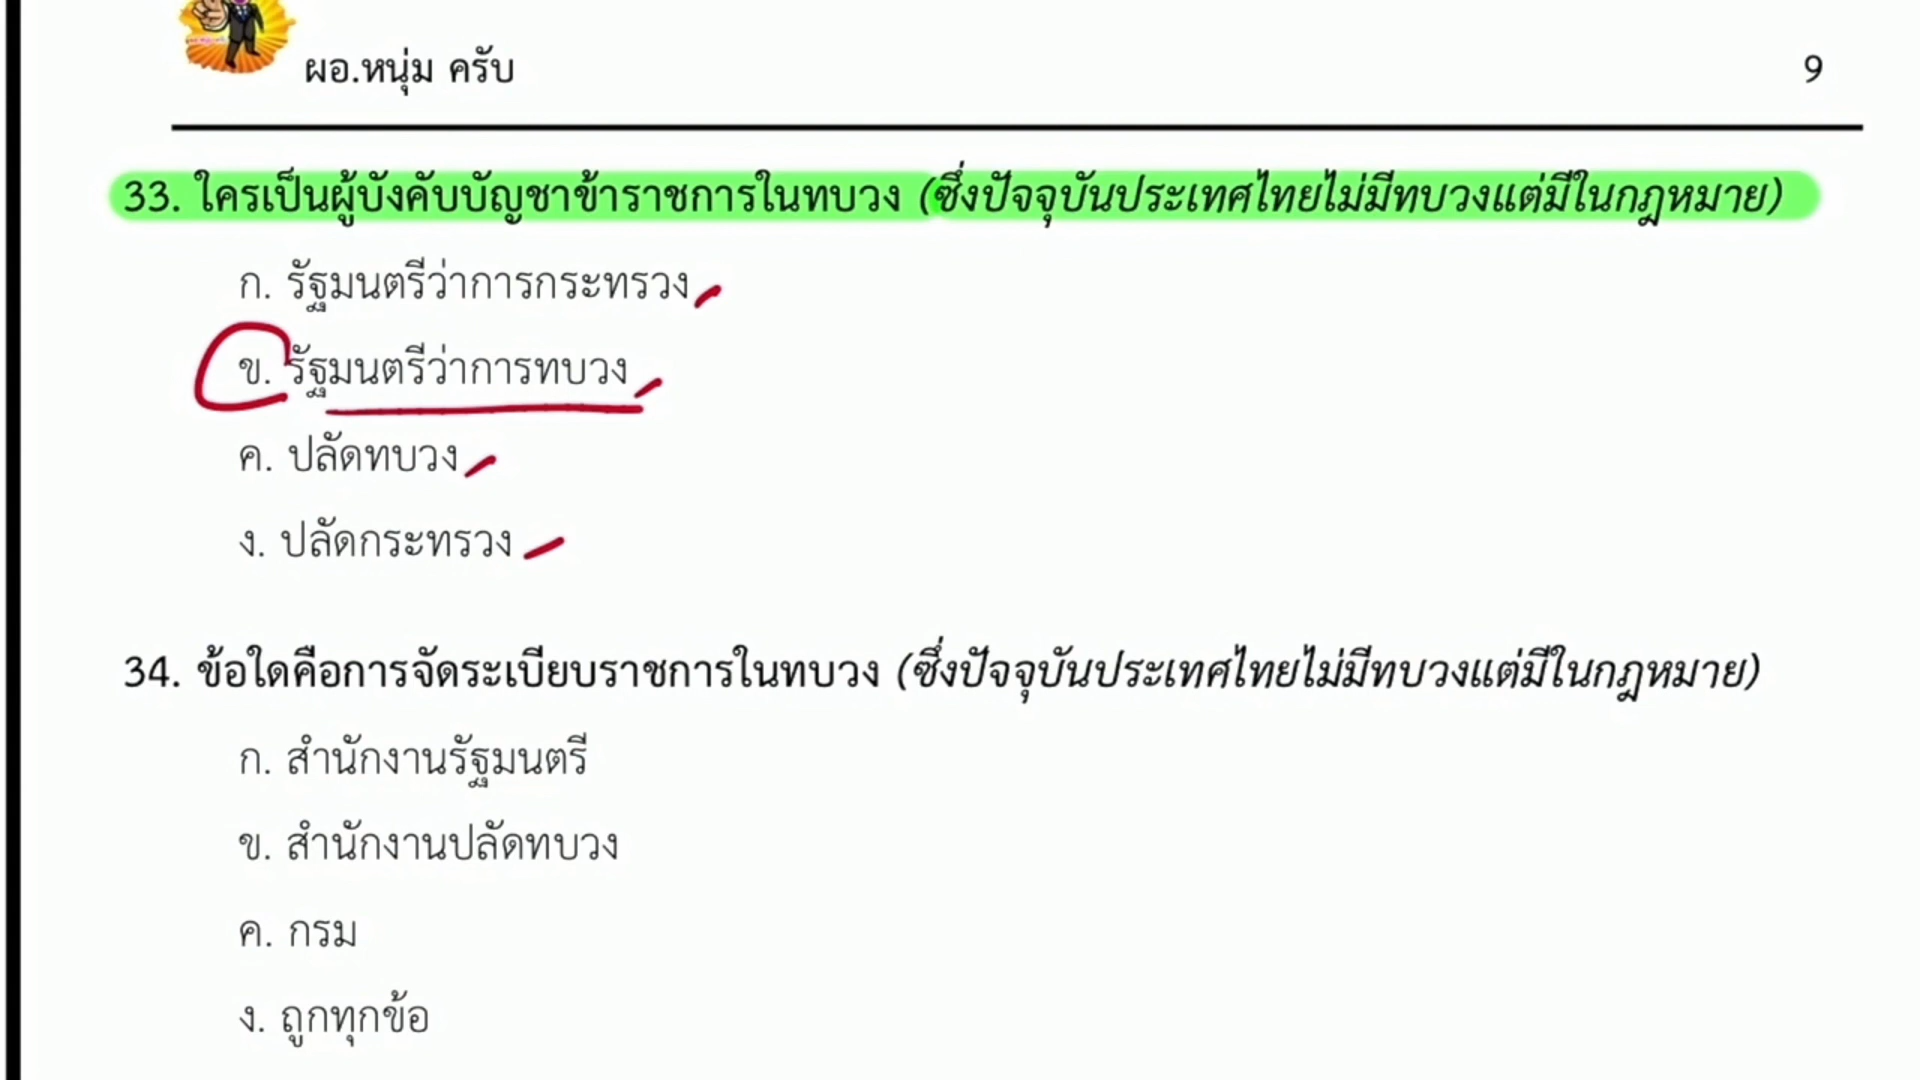 ผอ.หนุ่ม ครับ
9
33. ใครเป็นผู้บังคับบัญชาข้าราชการในทบวง (ซึ่งปัจจุบันประเทศไทยไม่มีทบวงแต่มีในกฎหมาย)
ก. รัฐมนตรีว่าการกระทรวง
ข. รัฐมนตรีว่าการทบวง
ค. ปลัดทบวง
ง. ปลัดกระทรวง
34. ข้อใดคือการจัดระเบียบราชการในทบวง (ซึ่งปัจจุบันประเทศไทยไม่มีทบวงแต่มีในกฎหมาย)
ก. สำนักงานรัฐมนตรี
ข. สำนักงานปลัดทบวง
ค. กรม
ง. ถูกทุกข้อ